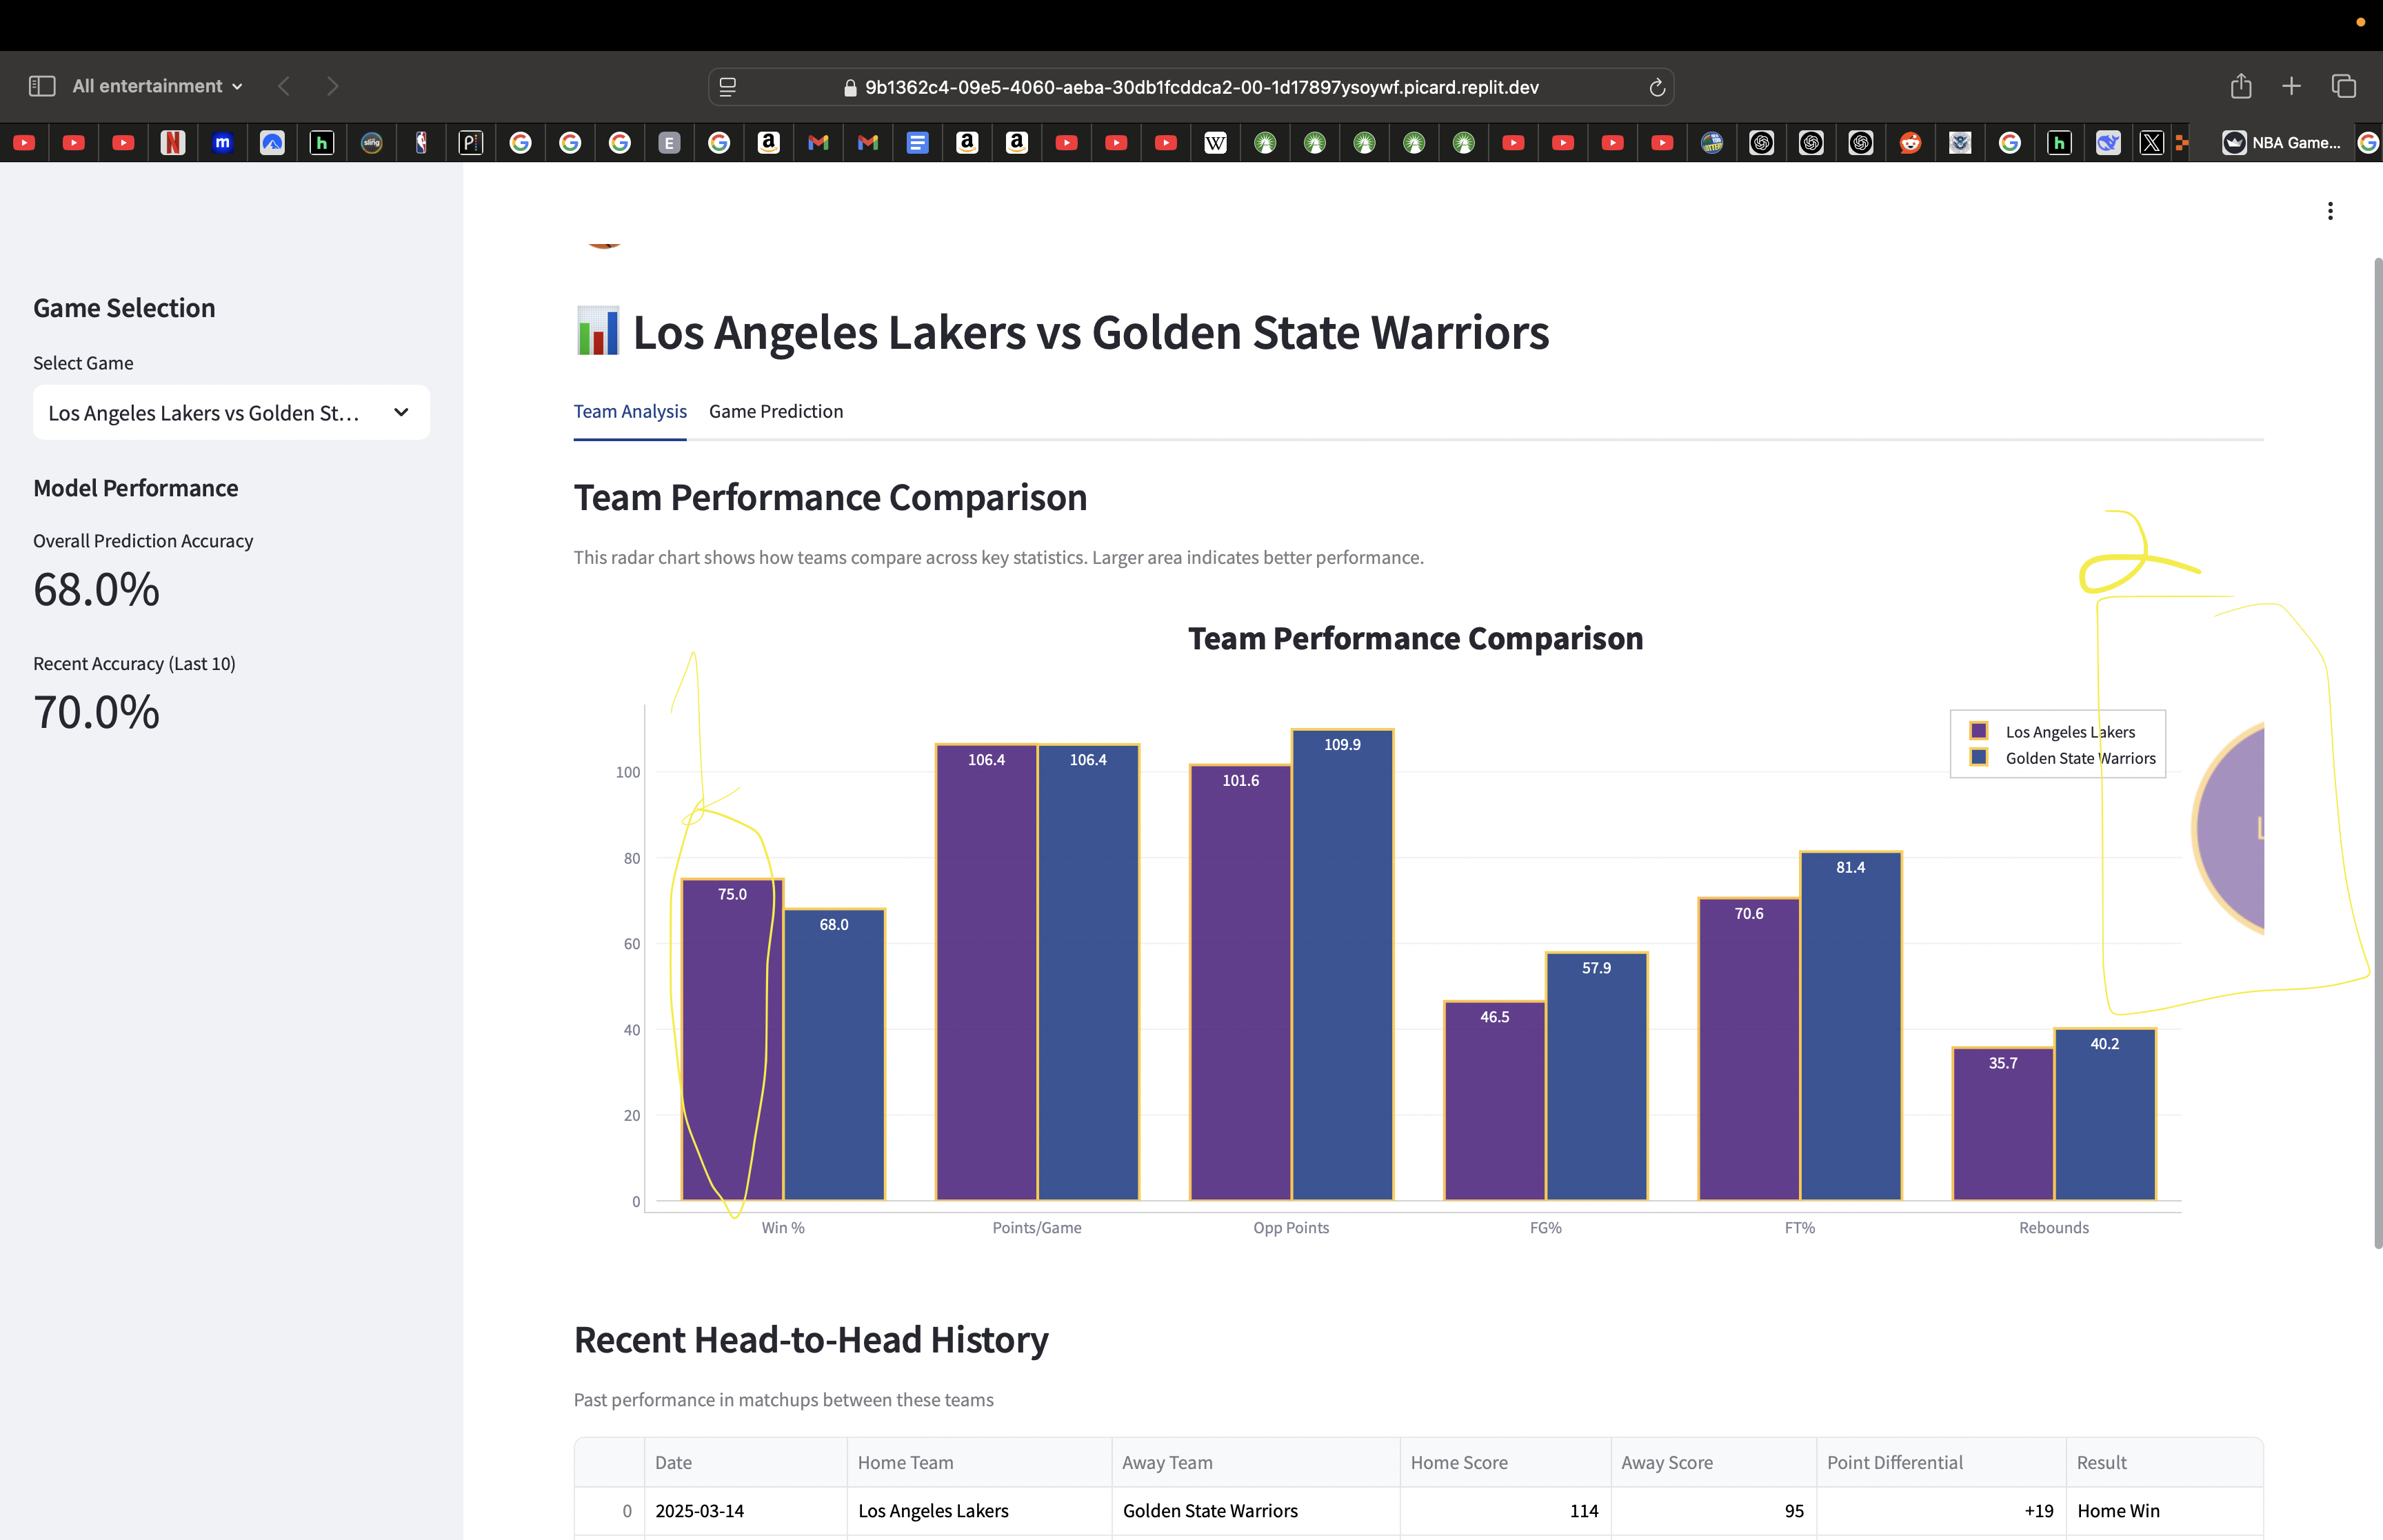 All entertainment
9b1362c4-09e5-4060-aeba-30db1fcddca2-00-1d17897ysoywf.picard.replit.dev
NBA Game...
Game Selection
Select Game
Los Angeles Lakers vs Golden St...
Model Performance
Overall Prediction Accuracy
68.0%
Recent Accuracy (Last 10)
70.0%
Los Angeles Lakers vs Golden State Warriors
Team Analysis Game Prediction
Team Performance Comparison
This radar chart shows how teams compare across key statistics. Larger area indicates better performance.
2
1
Team Performance Comparison
Los Angeles Lakers
Golden State Warriors
L
100
80
60
40
20
0
75.0 68.0
106.4 106.4
101.6 109.9
46.5 57.9
70.6 81.4
35.7 40.2
Win % Points/Game Opp Points FG% FT% Rebounds
Recent Head-to-Head History
Past performance in matchups between these teams
Date Home Team Away Team Home Score Away Score Point Differential Result
0 2025-03-14 Los Angeles Lakers Golden State Warriors 114 95 +19 Home Win